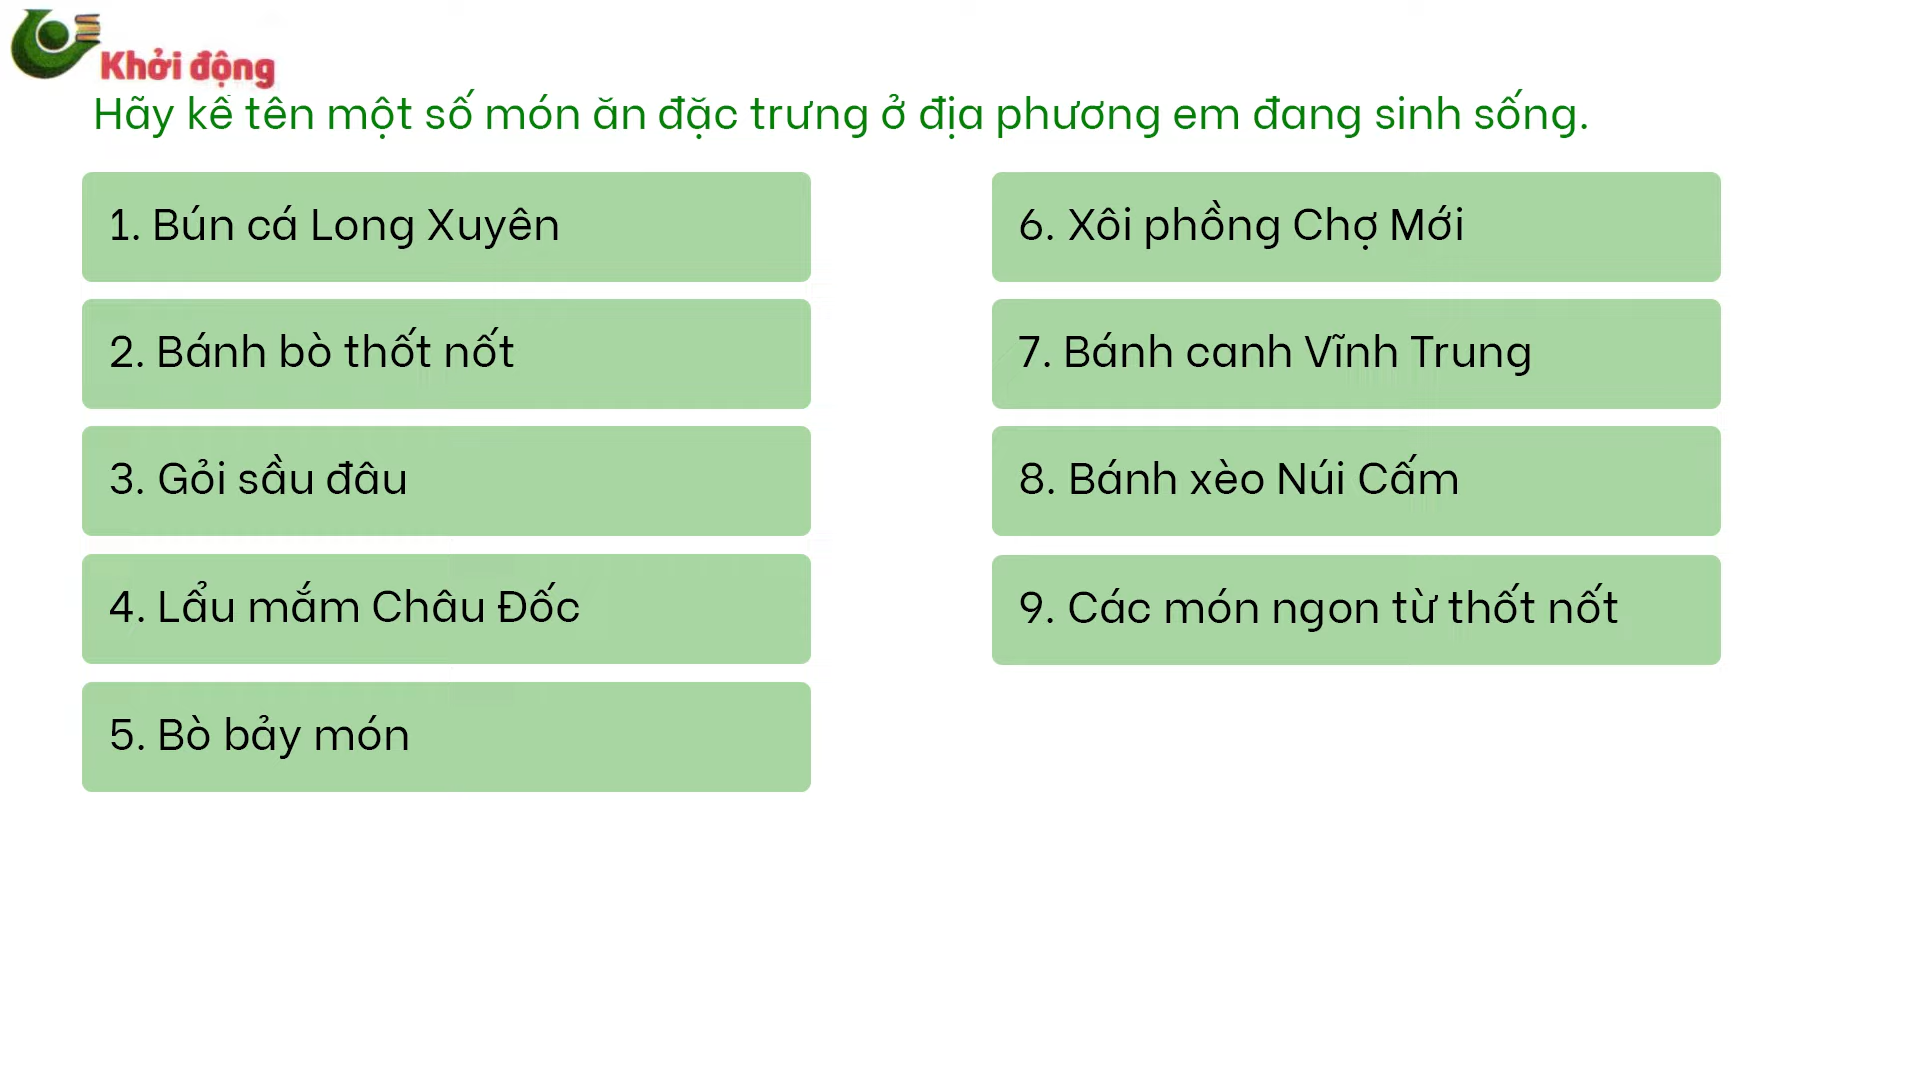 Khởi động
Hãy kể tên một số món ăn đặc trưng ở địa phương em đang sinh sống.
1. Bún cá Long Xuyên
2. Bánh bò thốt nốt
3. Gỏi sầu đâu
4. Lẩu mắm Châu Đốc
5. Bò bảy món
6. Xôi phồng Chợ Mới
7. Bánh canh Vĩnh Trung
8. Bánh xèo Núi Cấm
9. Các món ngon từ thốt nốt